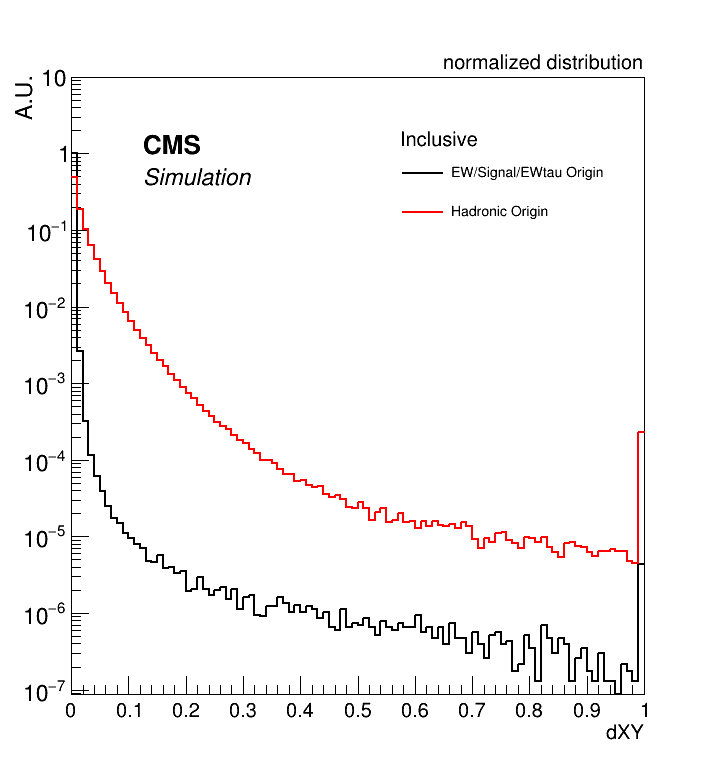 normalized distribution
A.U.
10
1
10⁻¹
10⁻²
10⁻³
10⁻⁴
10⁻⁵
10⁻⁶
10⁻⁷
CMS
Simulation
Inclusive
EW/Signal/EWtau Origin
Hadronic Origin
0 0.1 0.2 0.3 0.4 0.5 0.6 0.7 0.8 0.9 1
dXY